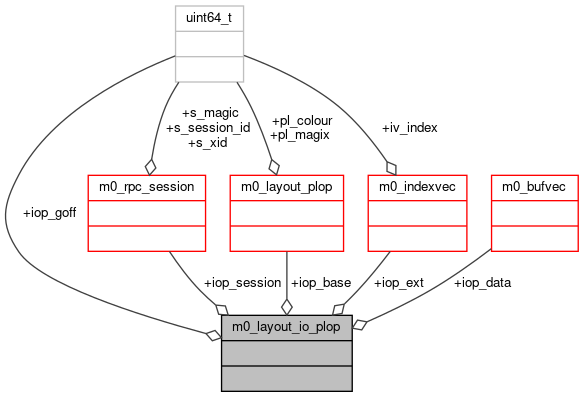 uint64_t
+s_magic
+s_session_id
+s_xid
+pl_colour
+pl_magix
+iv_index
m0_rpc_session
m0_layout_plop
m0_indexvec
m0_bufvec
+iop_goff
+iop_session
+iop_base
+iop_ext
+iop_data
m0_layout_io_plop